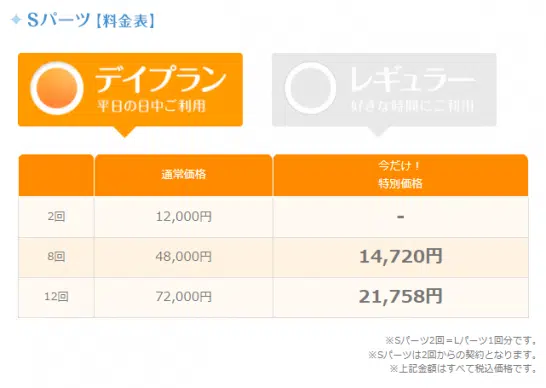 Sパーツ【料金表】
デイプラン
平日の日中ご利用
レギュラー
好きな時間にご利用
通常価格
今だけ！
特別価格
2回 12,000円 -
8回 48,000円 14,720円
12回 72,000円 21,758円
※Sパーツ2回＝Lパーツ1回分です。
※Sパーツは2回からの契約となります。
※上記金額はすべて税込価格です。